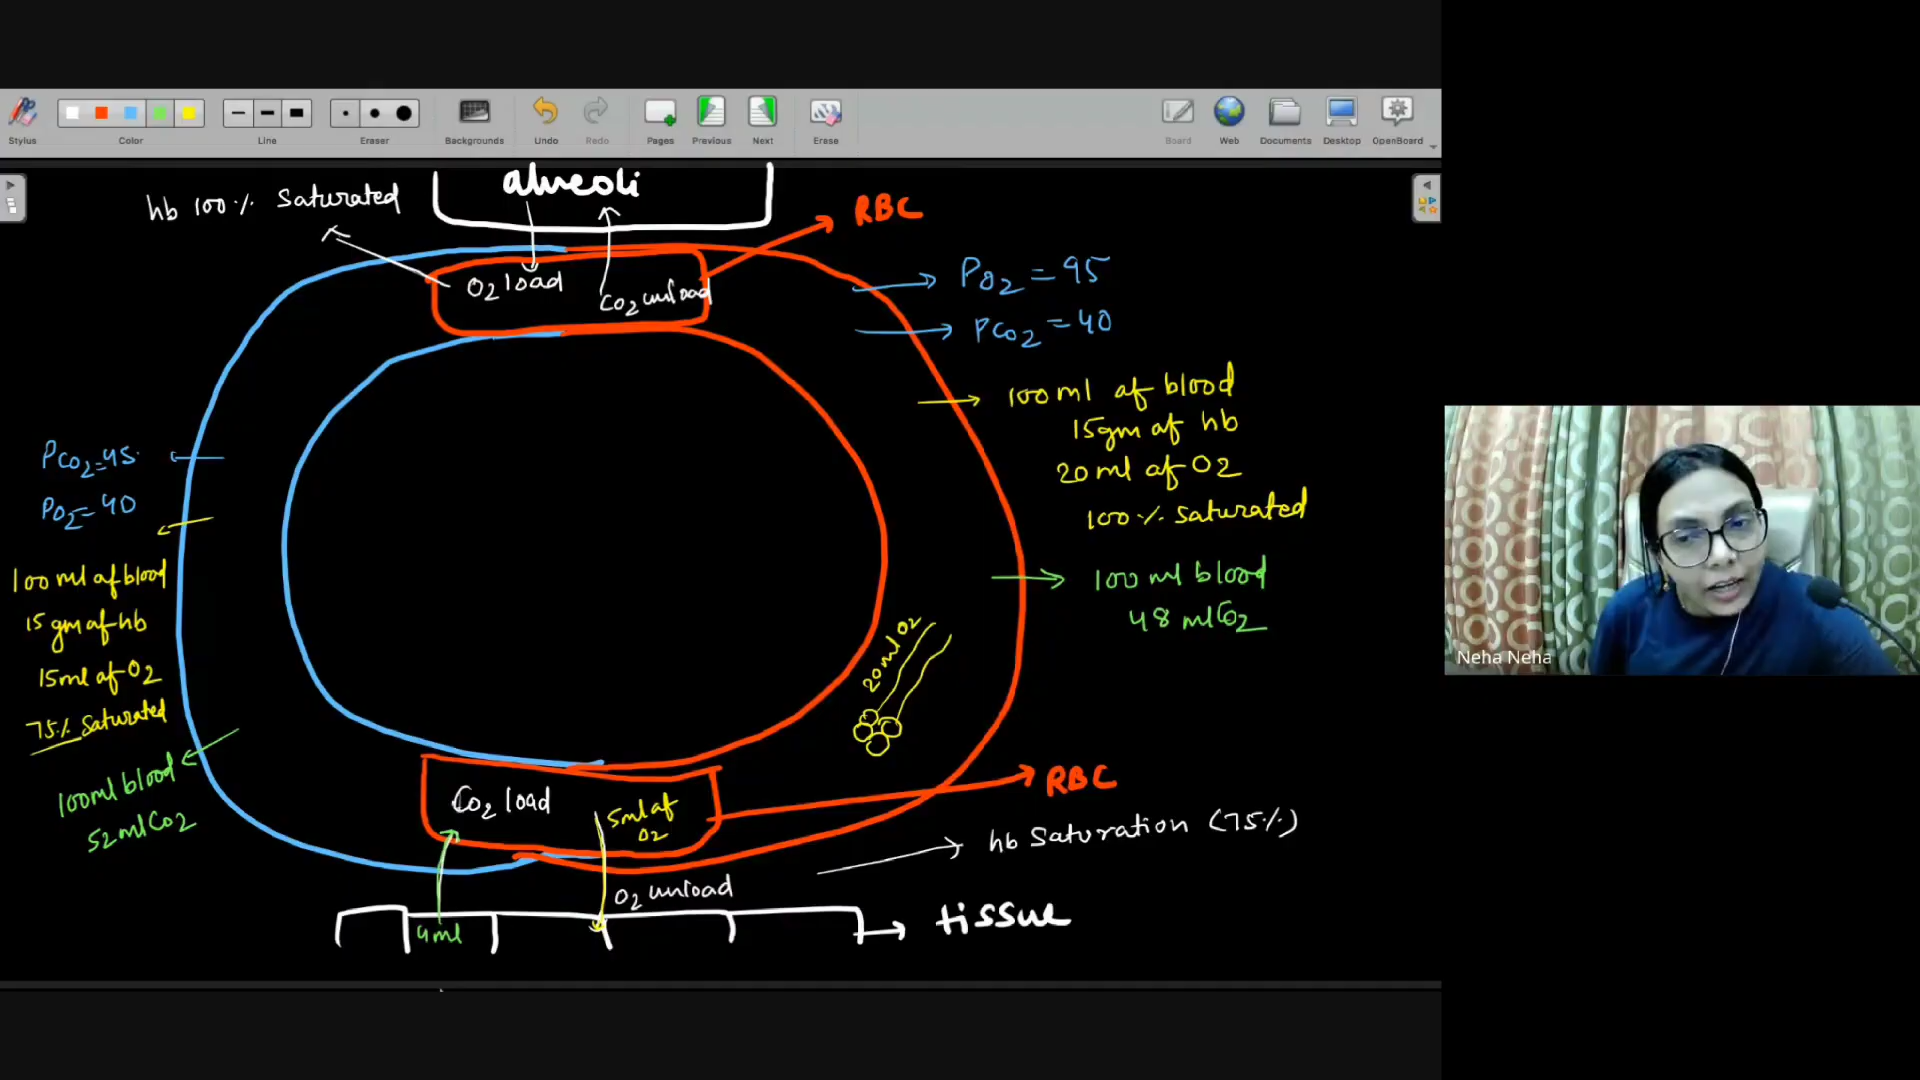 Stylus
Color
Line
Eraser
Backgrounds
Undo
Redo
Pages
Previous
Next
Erase
Board
Web
Documents
Desktop
OpenBoard
alveoli
hb 100% Saturated
RBC
O2 load
CO2 unload
PO2 = 95
PCO2 = 40
100 ml of blood
15gm of hb
20 ml of O2
100% Saturated
100 ml blood
48 ml CO2
PCO2=45
PO2=40
100 ml of blood
15 gm of hb
15ml of O2
75% Saturated
100ml blood
52ml CO2
20ml O2
CO2 load
5ml of
O2
RBC
hb Saturation (75%)
O2 unload
4ml
tissue
Neha Neha